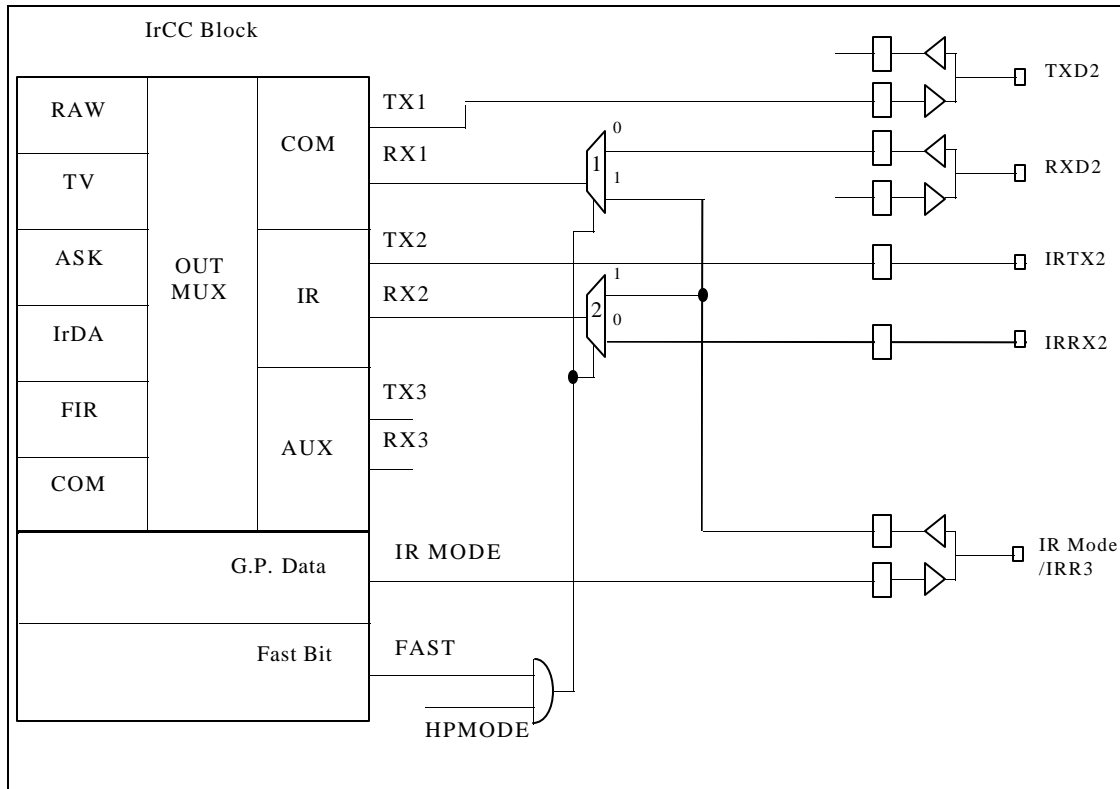 IrCC Block
RAW
TV
ASK
IrDA
FIR
COM
OUT
MUX
COM
IR
AUX
G.P. Data
Fast Bit
TX1
RX1
TX2
RX2
TX3
RX3
IR MODE
FAST
HPMODE
0
1
1
1
2
0
TXD2
RXD2
IRTX2
IRRX2
IR Mode
/IRR3